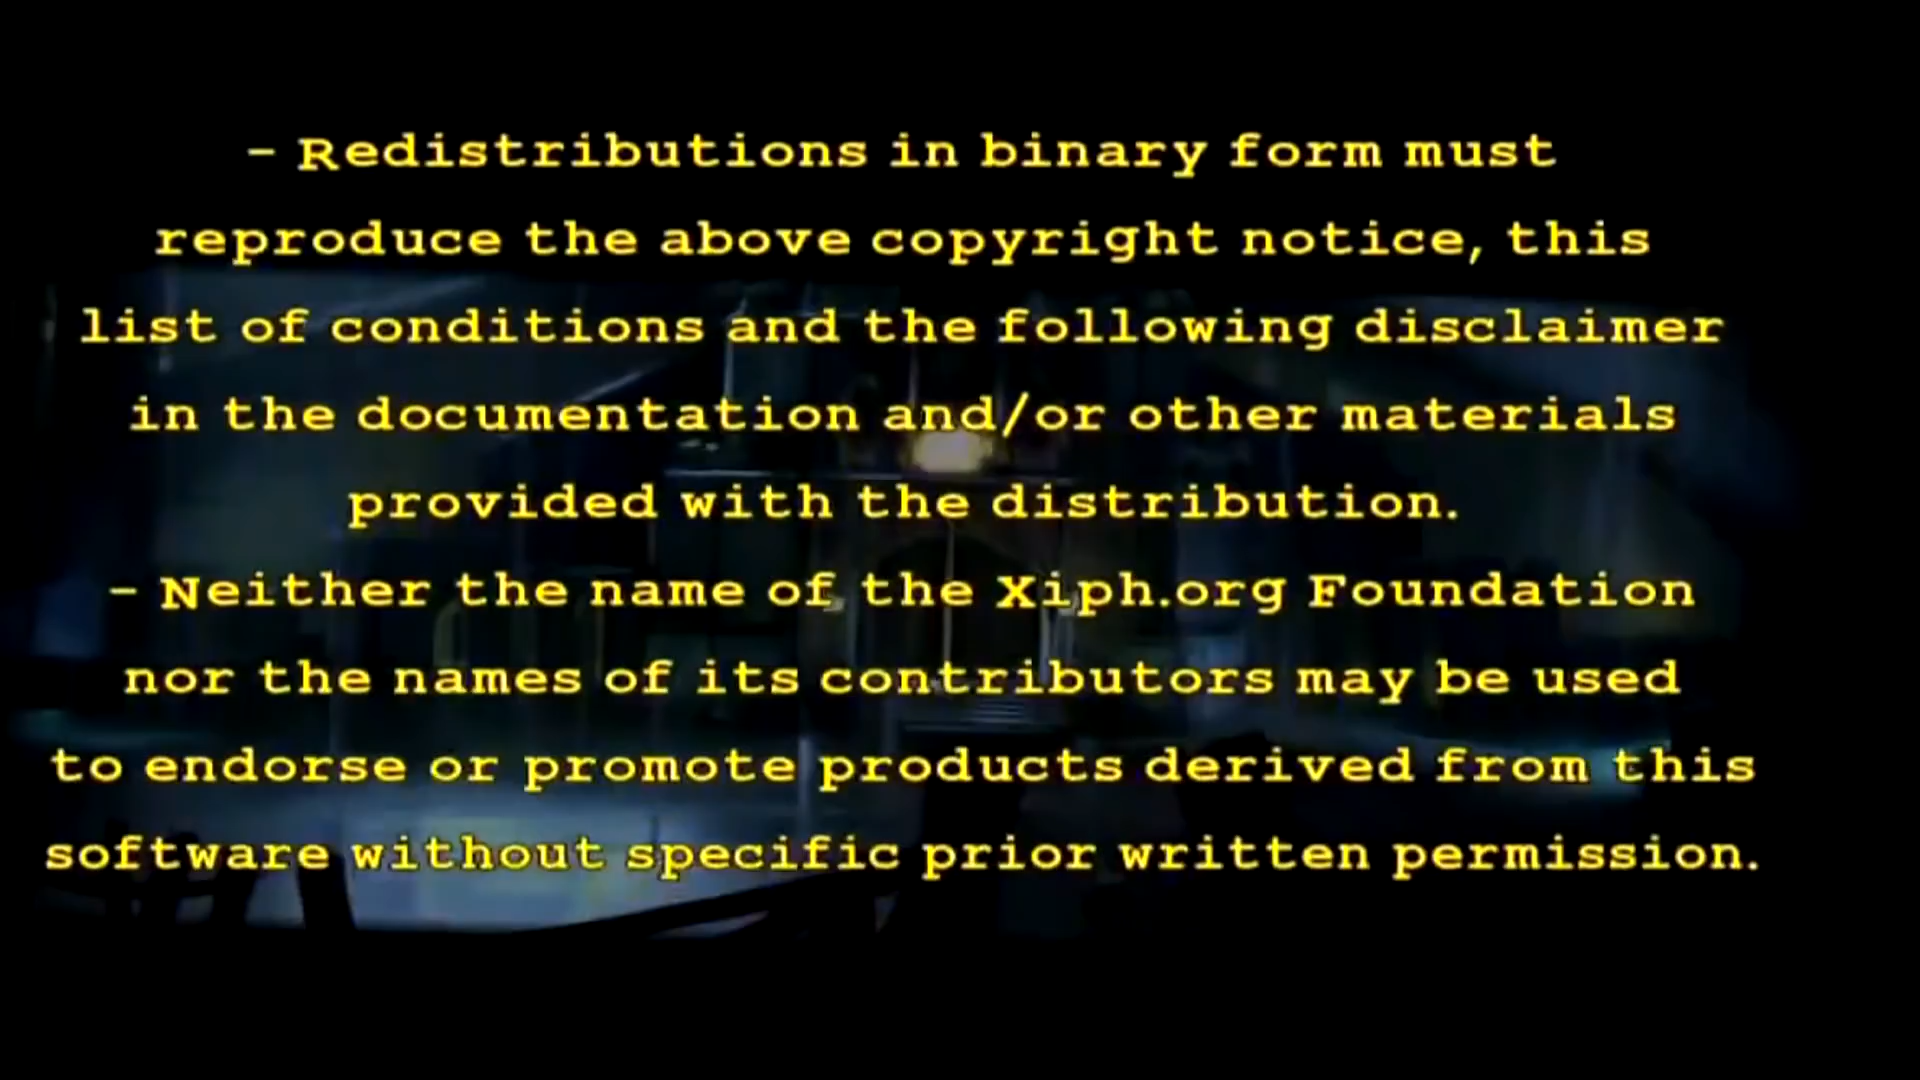 - Redistributions in binary form must
reproduce the above copyright notice, this
list of conditions and the following disclaimer
in the documentation and/or other materials
provided with the distribution.
- Neither the name of the Xiph.org Foundation
nor the names of its contributors may be used
to endorse or promote products derived from this
software without specific prior written permission.